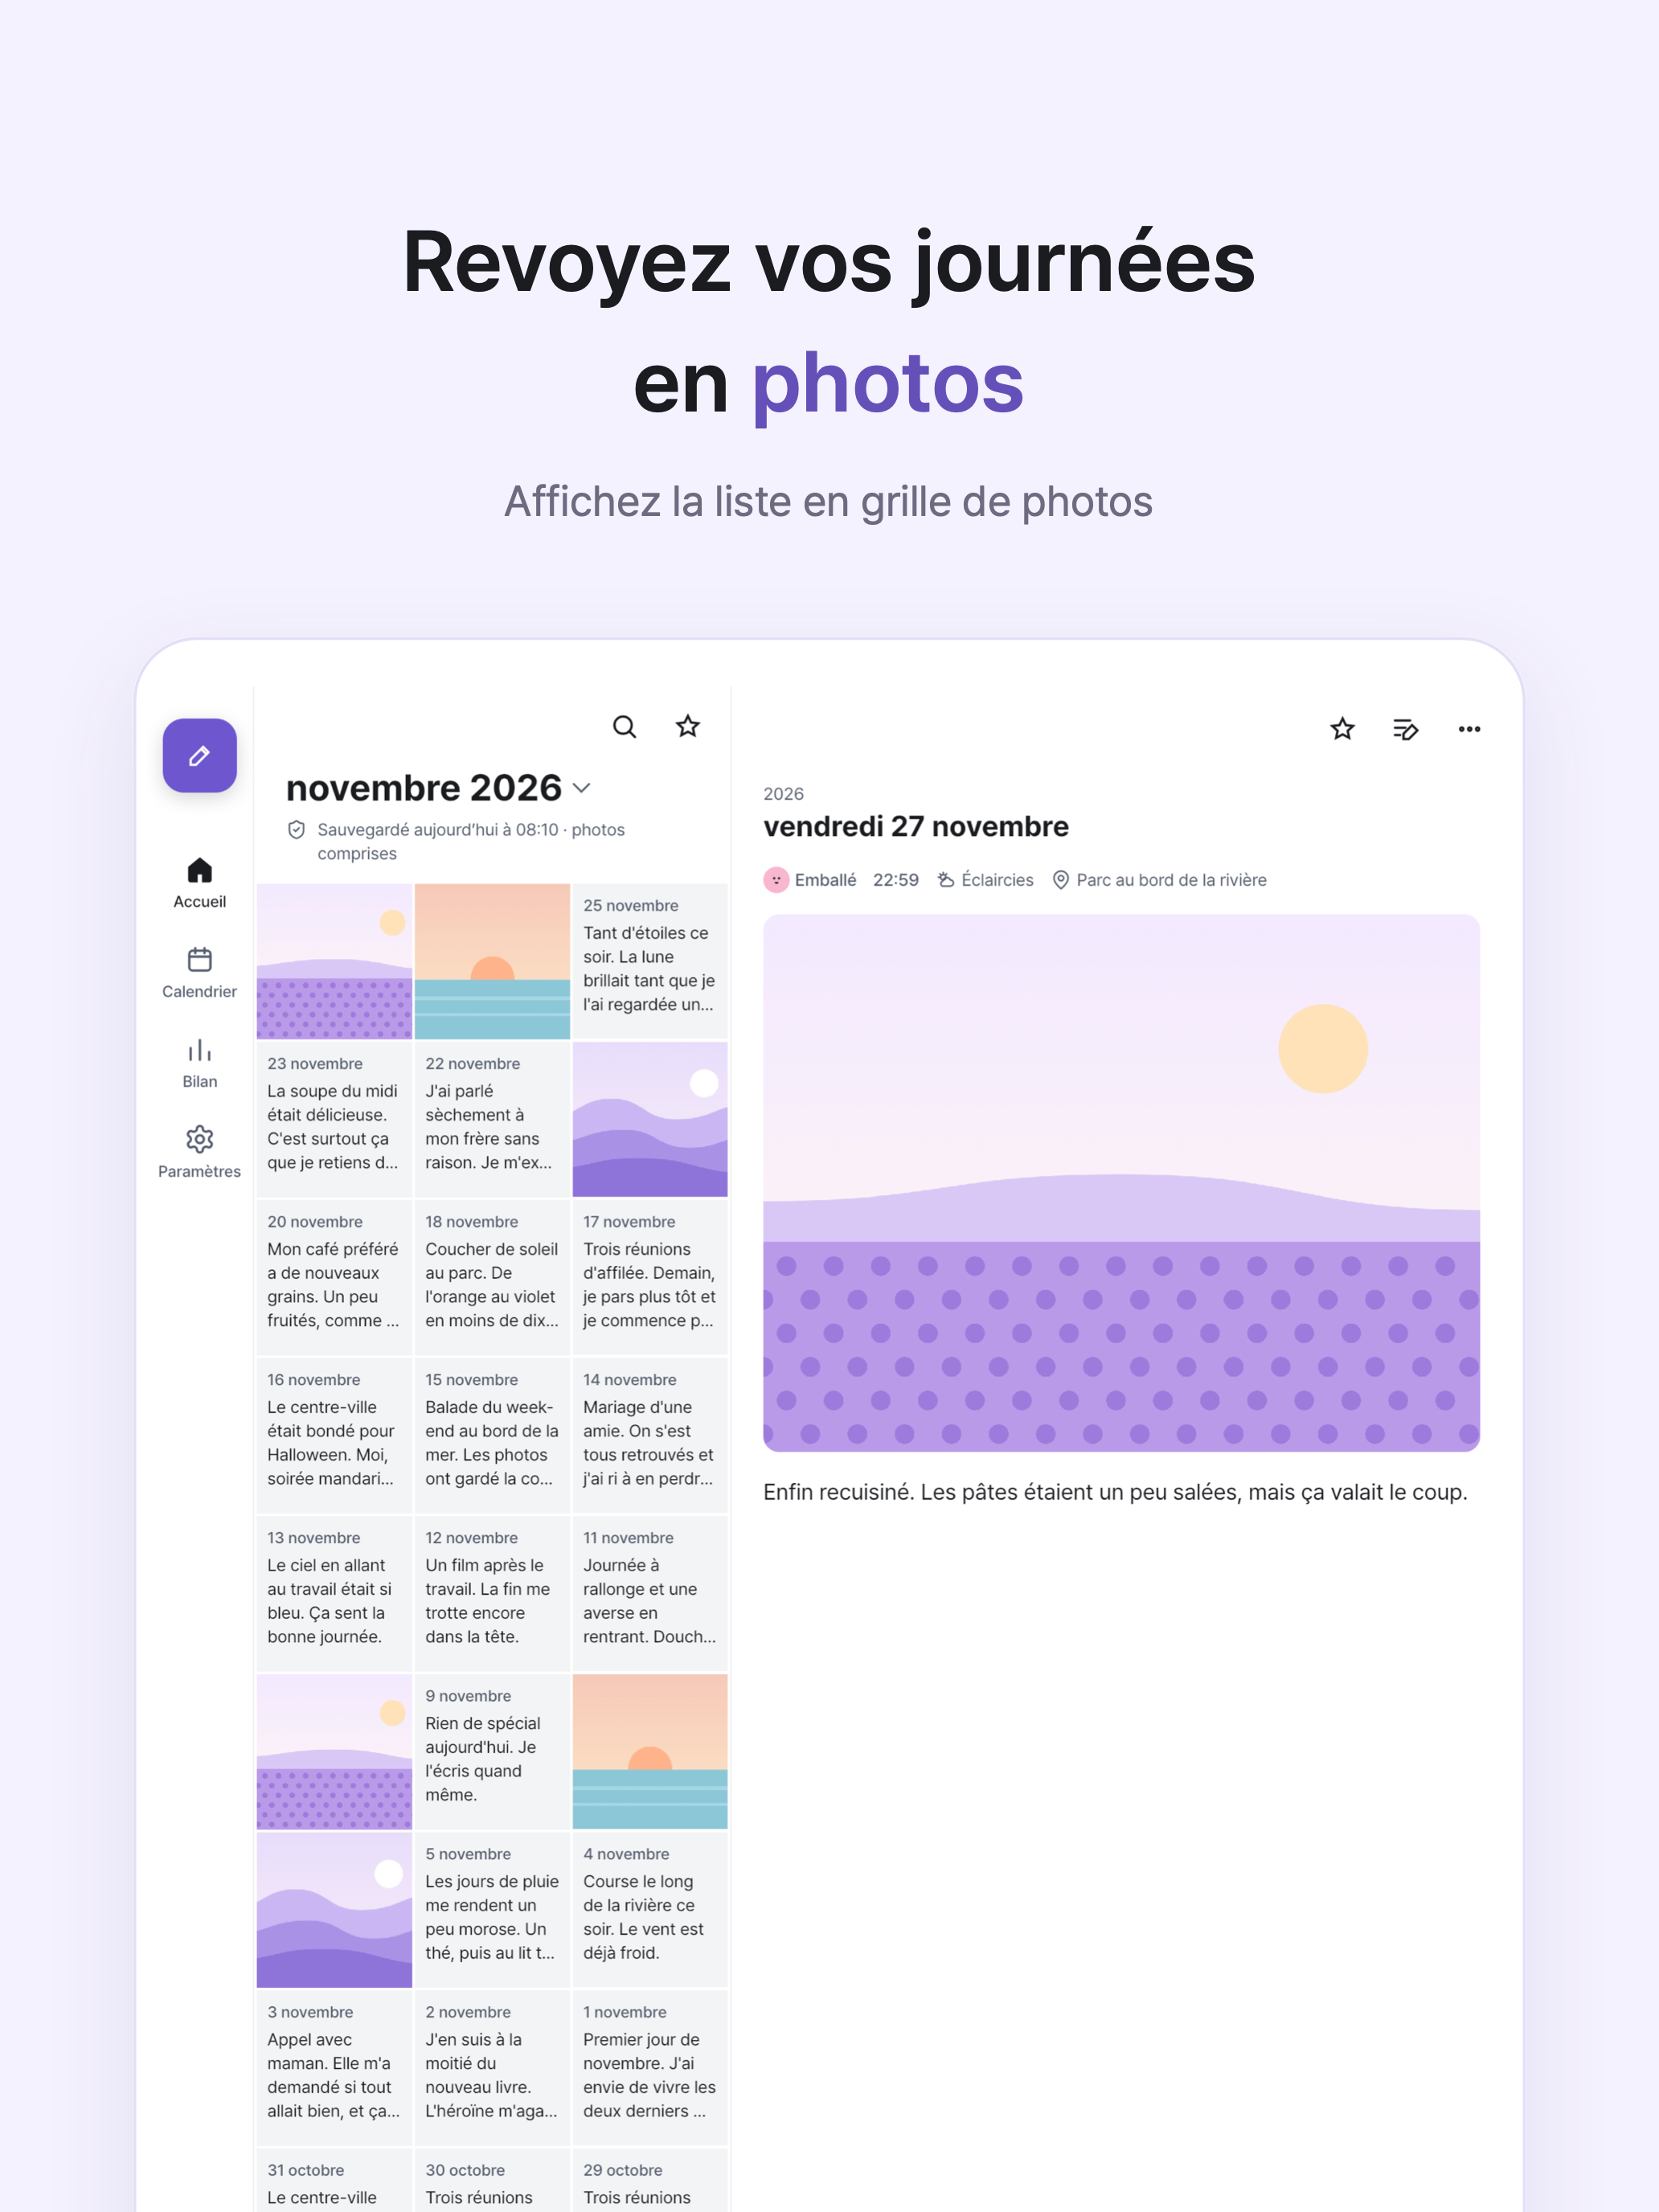 Revoyez vos journées
en photos
Affichez la liste en grille de photos
Accueil
Calendrier
Bilan
Paramètres
novembre 2026
Sauvegardé aujourd’hui à 08:10 · photos
comprises
25 novembre
Tant d'étoiles ce
soir. La lune
brillait tant que je
l'ai regardée un...
23 novembre
La soupe du midi
était délicieuse.
C'est surtout ça
que je retiens d...
22 novembre
J'ai parlé
sèchement à
mon frère sans
raison. Je m'ex...
20 novembre
Mon café préféré
a de nouveaux
grains. Un peu
fruités, comme ...
18 novembre
Coucher de soleil
au parc. De
l'orange au violet
en moins de dix...
17 novembre
Trois réunions
d'affilée. Demain,
je pars plus tôt et
je commence p...
16 novembre
Le centre-ville
était bondé pour
Halloween. Moi,
soirée mandari...
15 novembre
Balade du week-
end au bord de la
mer. Les photos
ont gardé la co...
14 novembre
Mariage d'une
amie. On s'est
tous retrouvés et
j'ai ri à en perdr...
13 novembre
Le ciel en allant
au travail était si
bleu. Ça sent la
bonne journée.
12 novembre
Un film après le
travail. La fin me
trotte encore
dans la tête.
11 novembre
Journée à
rallonge et une
averse en
rentrant. Douch...
9 novembre
Rien de spécial
aujourd'hui. Je
l'écris quand
même.
5 novembre
Les jours de pluie
me rendent un
peu morose. Un
thé, puis au lit t...
4 novembre
Course le long
de la rivière ce
soir. Le vent est
déjà froid.
3 novembre
Appel avec
maman. Elle m'a
demandé si tout
allait bien, et ça...
2 novembre
J'en suis à la
moitié du
nouveau livre.
L'héroïne m'aga...
1 novembre
Premier jour de
novembre. J'ai
envie de vivre les
deux derniers ...
31 octobre
Le centre-ville
30 octobre
Trois réunions
29 octobre
Trois réunions
2026
vendredi 27 novembre
Emballé 22:59 Éclaircies Parc au bord de la rivière
Enfin recuisiné. Les pâtes étaient un peu salées, mais ça valait le coup.